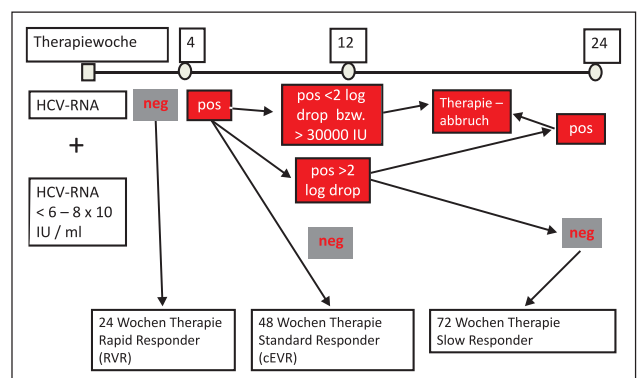 Therapiewoche
4
12
24
HCV-RNA
neg
pos
pos <2 log
drop bzw.
> 30000 IU
Therapie –
abbruch
pos
+
pos >2
log drop
HCV-RNA
< 6 – 8 x 10
IU / ml
neg
neg
24 Wochen Therapie
Rapid Responder
(RVR)
48 Wochen Therapie
Standard Responder
(cEVR)
72 Wochen Therapie
Slow Responder